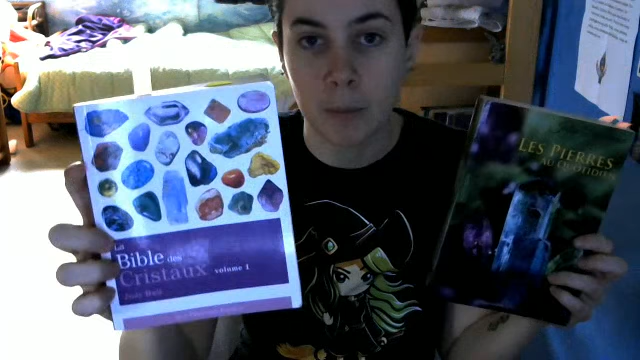 La
Bible des
Cristaux volume 1
Judy Hall
LES PIERRES
AU QUOTIDIEN